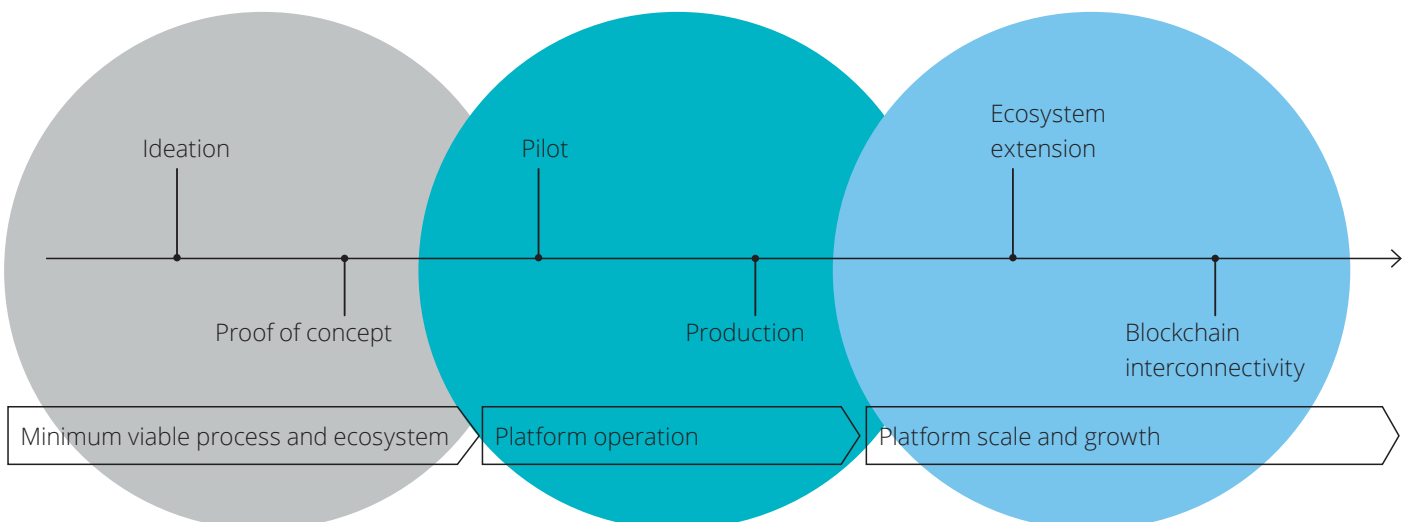 Ideation
Proof of concept
Pilot
Production
Ecosystem
extension
Blockchain
interconnectivity
Minimum viable process and ecosystem
Platform operation
Platform scale and growth